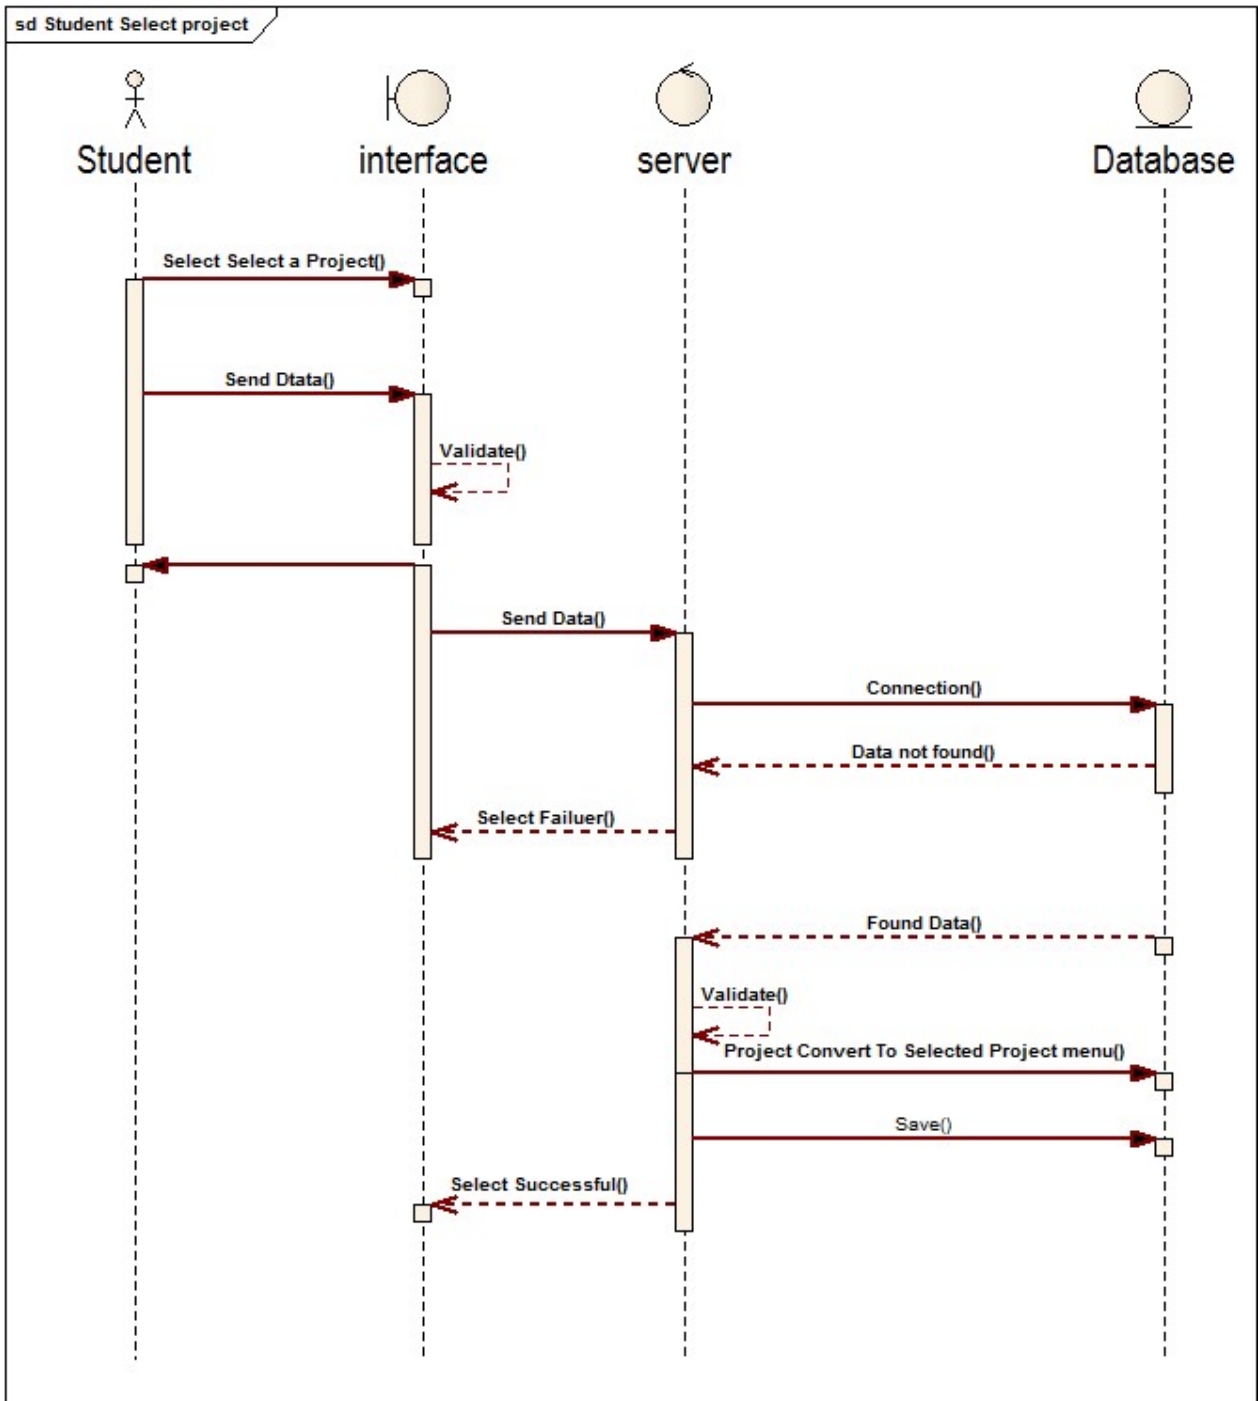 sd Student Select project
Student
interface
server
Database
Select Select a Project()
Send Dtata()
Validate()
Send Data()
Connection()
Data not found()
Select Failuer()
Found Data()
Validate()
Project Convert To Selected Project menu()
Save()
Select Successful()